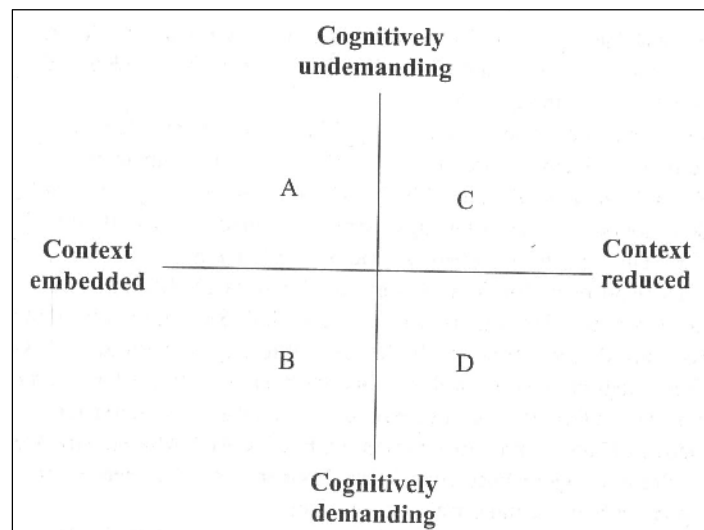 Cognitively
undemanding
A
C
Context
embedded
Context
reduced
B
D
Cognitively
demanding